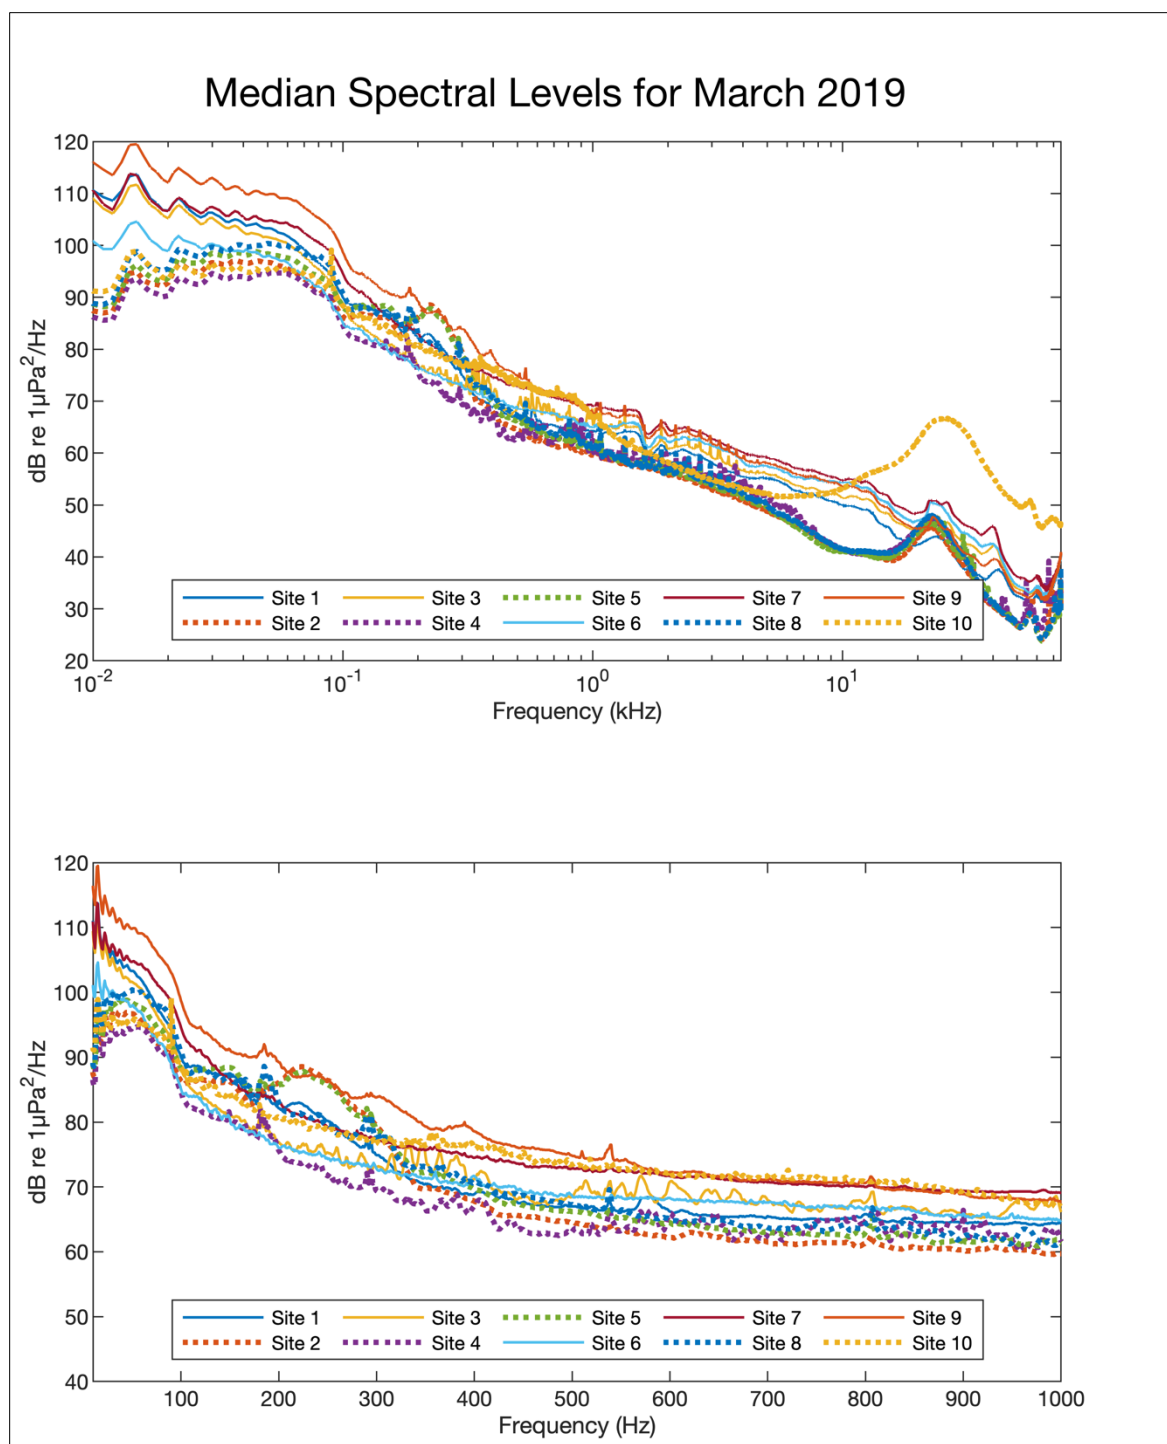 Median Spectral Levels for March 2019
120
110
100
90
80
70
60
50
40
30
20
dB re 1µPa²/Hz
Site 1 Site 3 Site 5 Site 7 Site 9
Site 2 Site 4 Site 6 Site 8 Site 10
10⁻² 10⁻¹ 10⁰ 10¹
Frequency (kHz)
120
110
100
90
80
70
60
50
40
dB re 1µPa²/Hz
Site 1 Site 3 Site 5 Site 7 Site 9
Site 2 Site 4 Site 6 Site 8 Site 10
100 200 300 400 500 600 700 800 900 1000
Frequency (Hz)